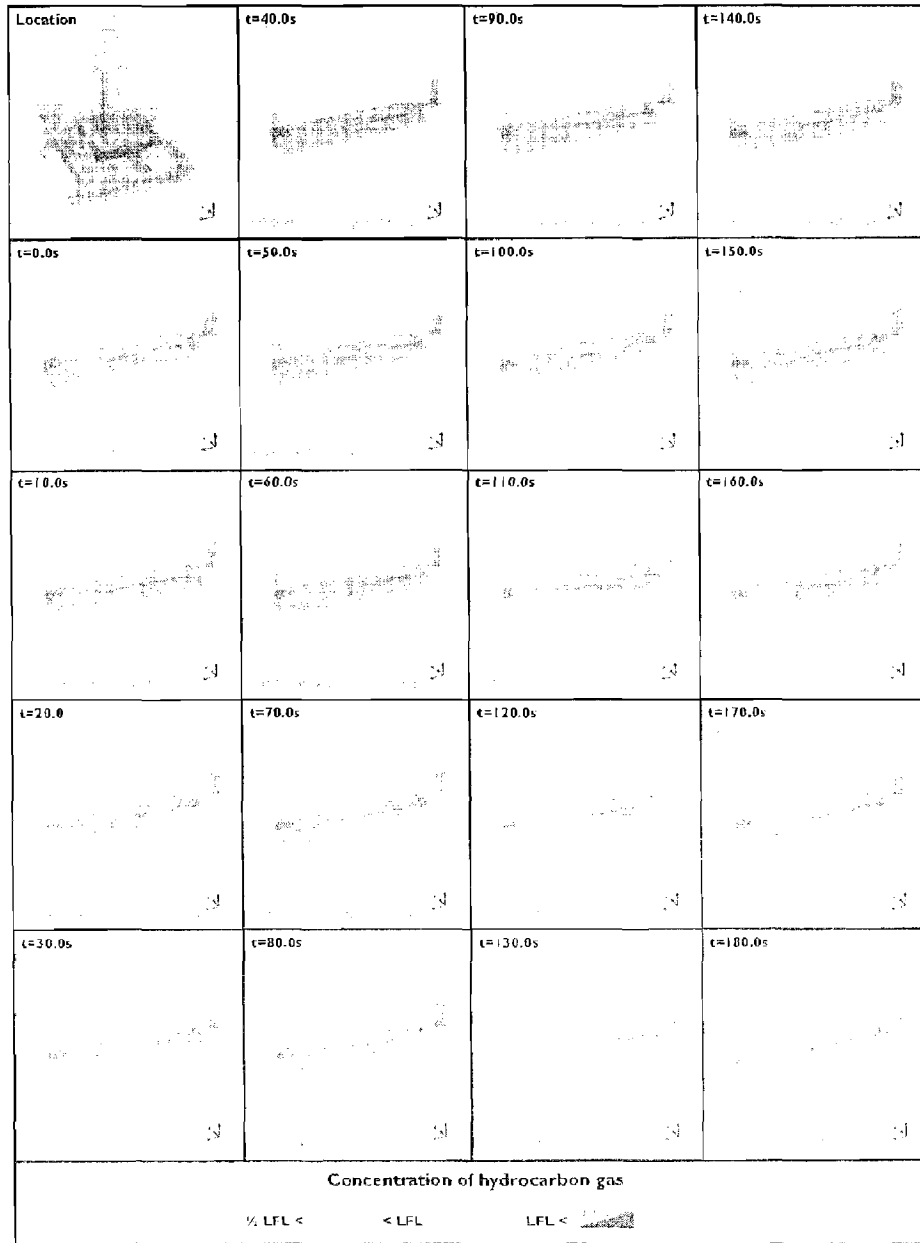 Location
t=40.0s
t=90.0s
t=140.0s
t=0.0s
t=50.0s
t=100.0s
t=150.0s
t=10.0s
t=60.0s
t=110.0s
t=160.0s
t=20.0
t=70.0s
t=120.0s
t=170.0s
t=30.0s
t=80.0s
t=130.0s
t=180.0s
Concentration of hydrocarbon gas
½ LFL < < LFL LFL <